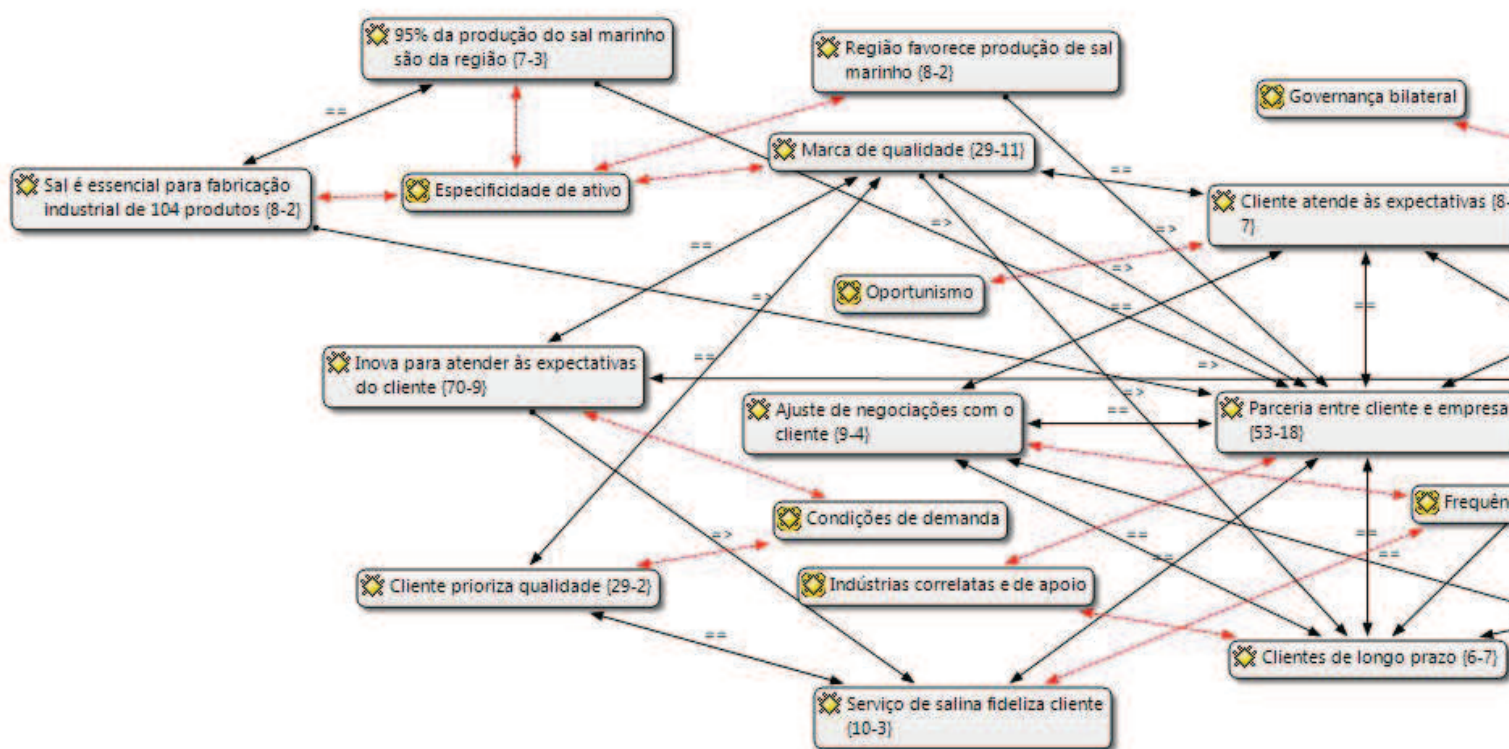 95% da produção do sal marinho
são da região {7-3}
Região favorece produção de sal
marinho {8-2}
Governança bilateral
==
Marca de qualidade {29-11}
==
Sal é essencial para fabricação
industrial de 104 produtos {8-2}
Especificidade de ativo
Cliente atende às expectativas {8-
7}
==
=>
=>
=>
Oportunismo
=>
==
==
Inova para atender às expectativas
do cliente {70-9}
==
=>
=>
Ajuste de negociações com o
cliente {9-4}
==
Parceria entre cliente e empresa
{53-18}
Condições de demanda
=>
==
==
==
Cliente prioriza qualidade {29-2}
Indústrias correlatas e de apoio
==
Clientes de longo prazo {6-7}
Serviço de salina fideliza cliente
{10-3}